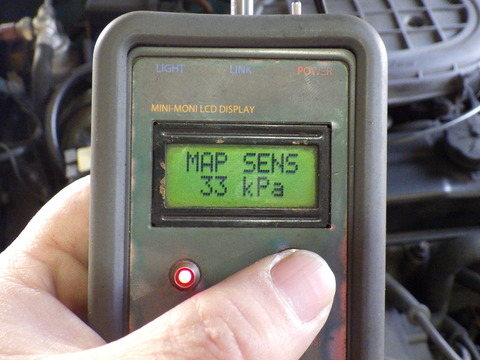 LIGHT LINK POWER
MINI-MONI LCD DISPLAY
MAP SENS
33 kPa